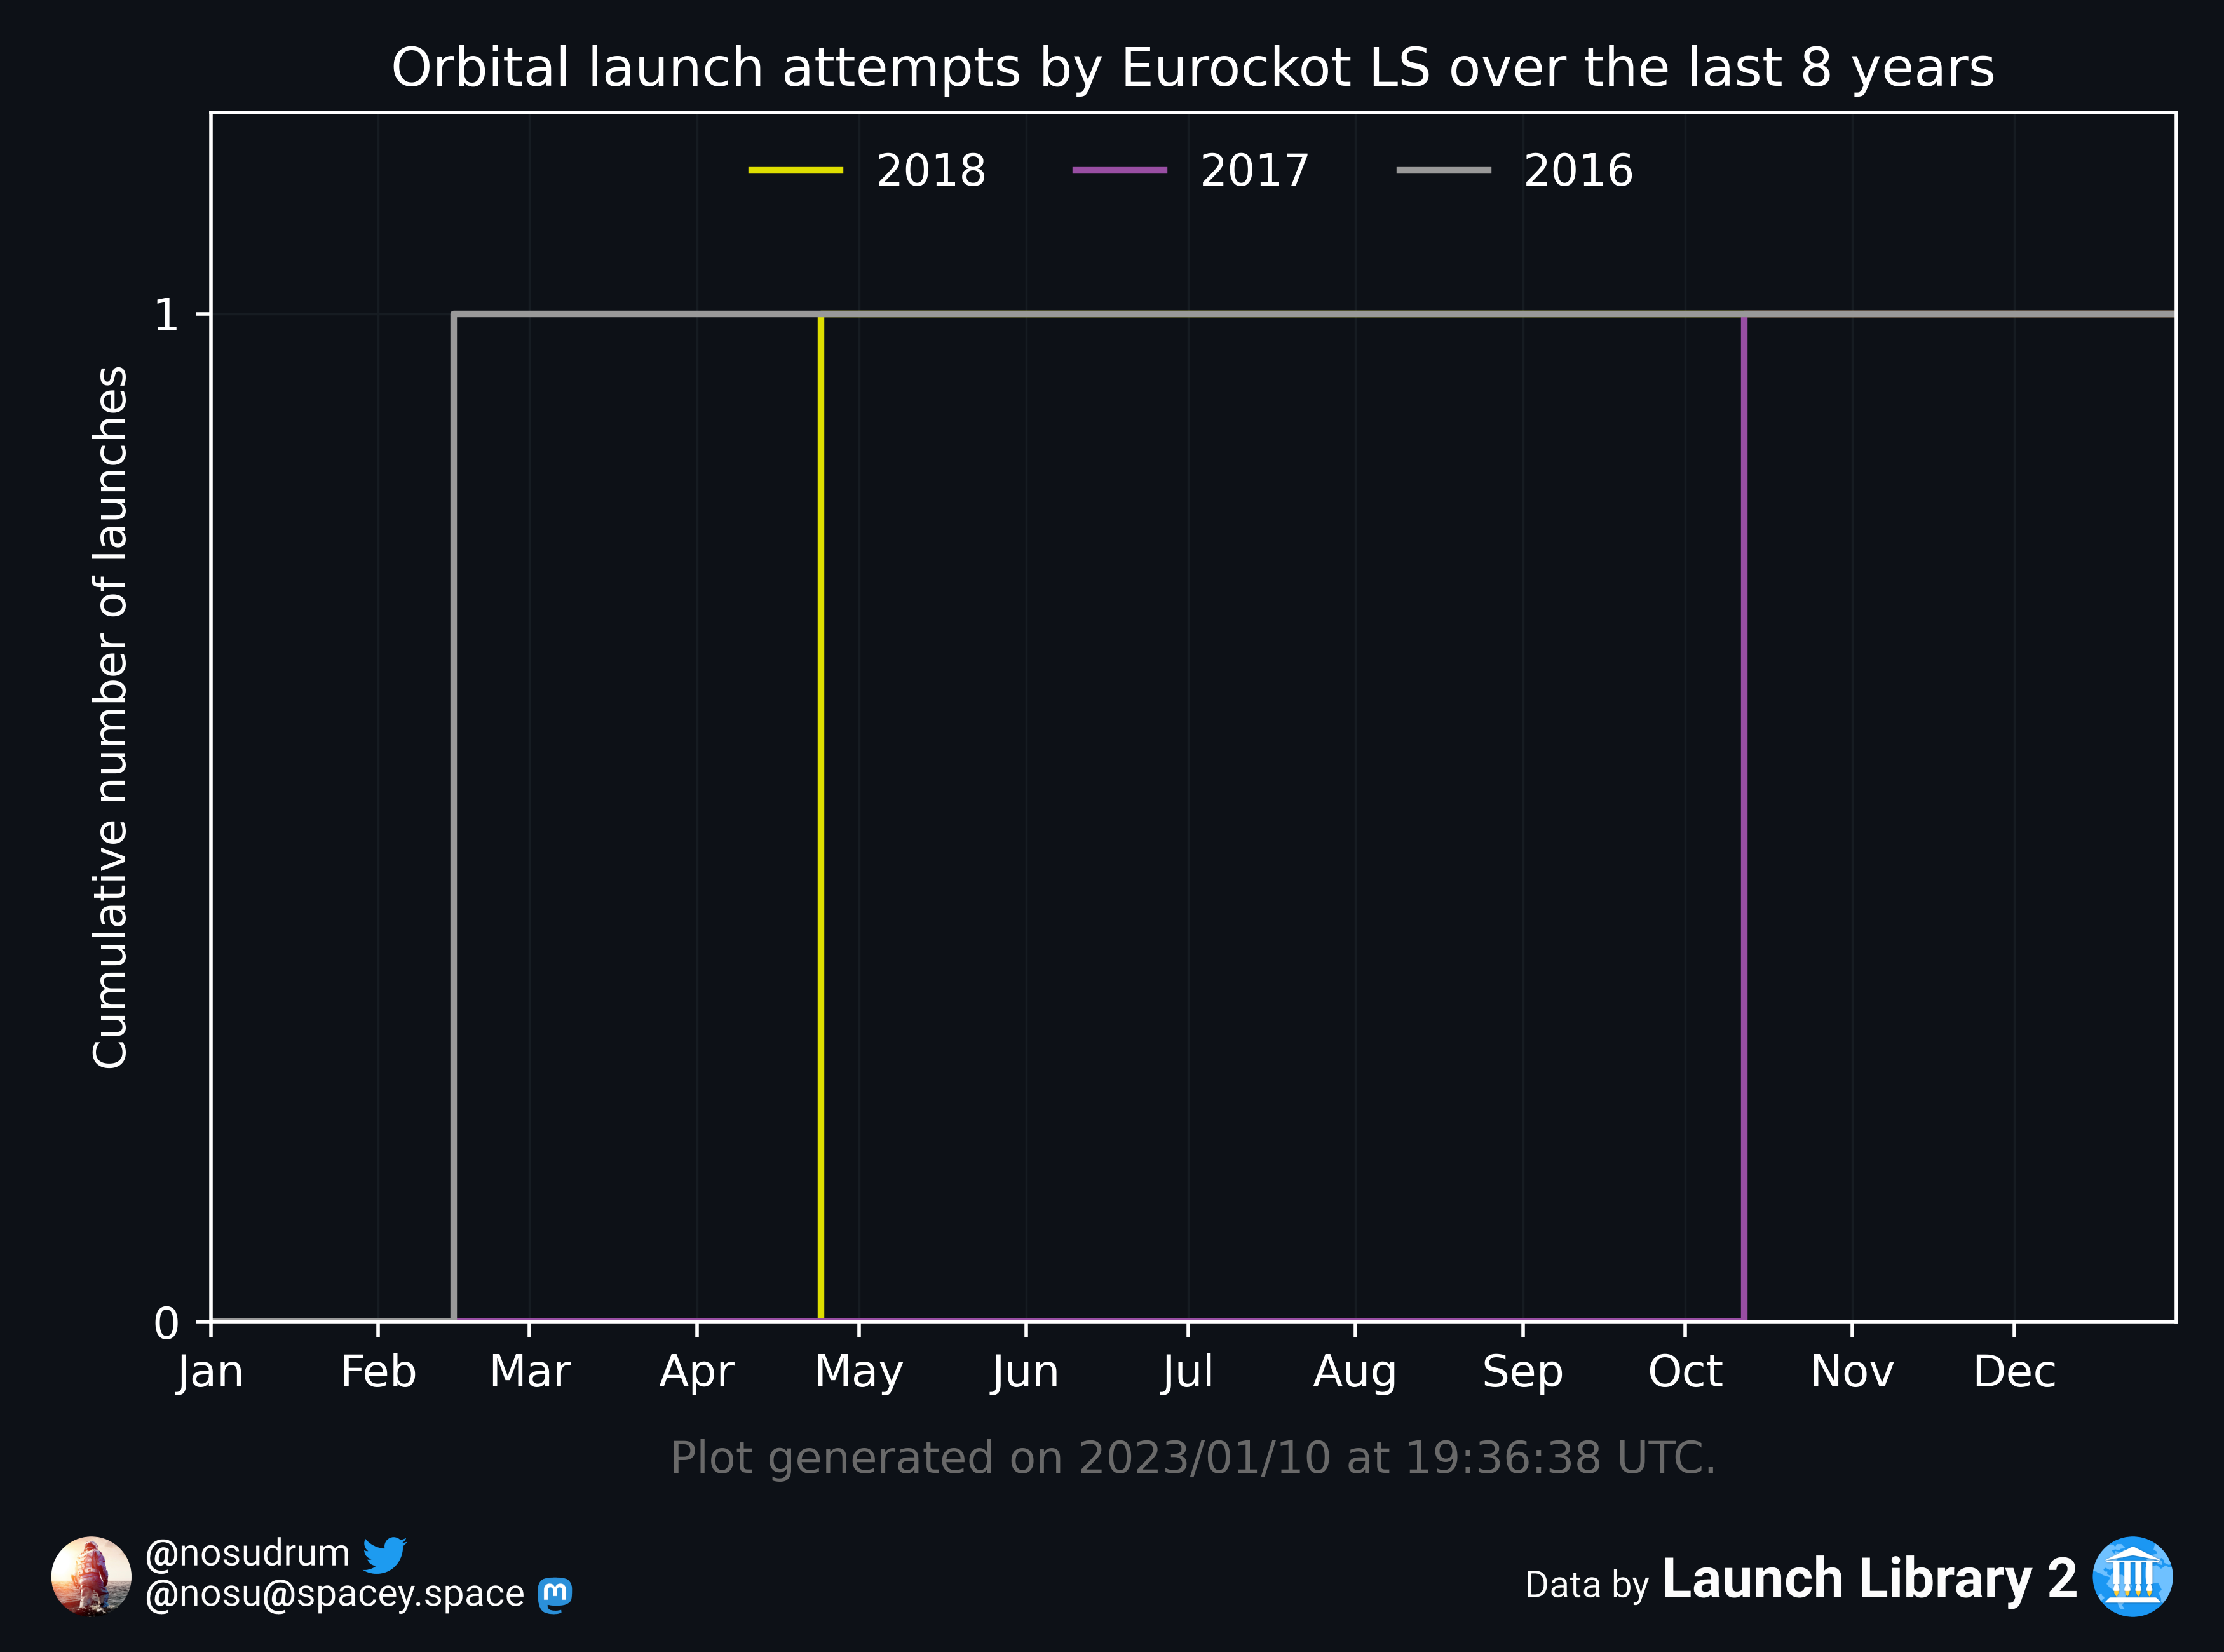 Orbital launch attempts by Eurockot LS over the last 8 years
2018 2017 2016
Cumulative number of launches
1
0
Jan Feb Mar Apr May Jun Jul Aug Sep Oct Nov Dec
Plot generated on 2023/01/10 at 19:36:38 UTC.
@nosudrum
@nosu@spacey.space
Data by Launch Library 2